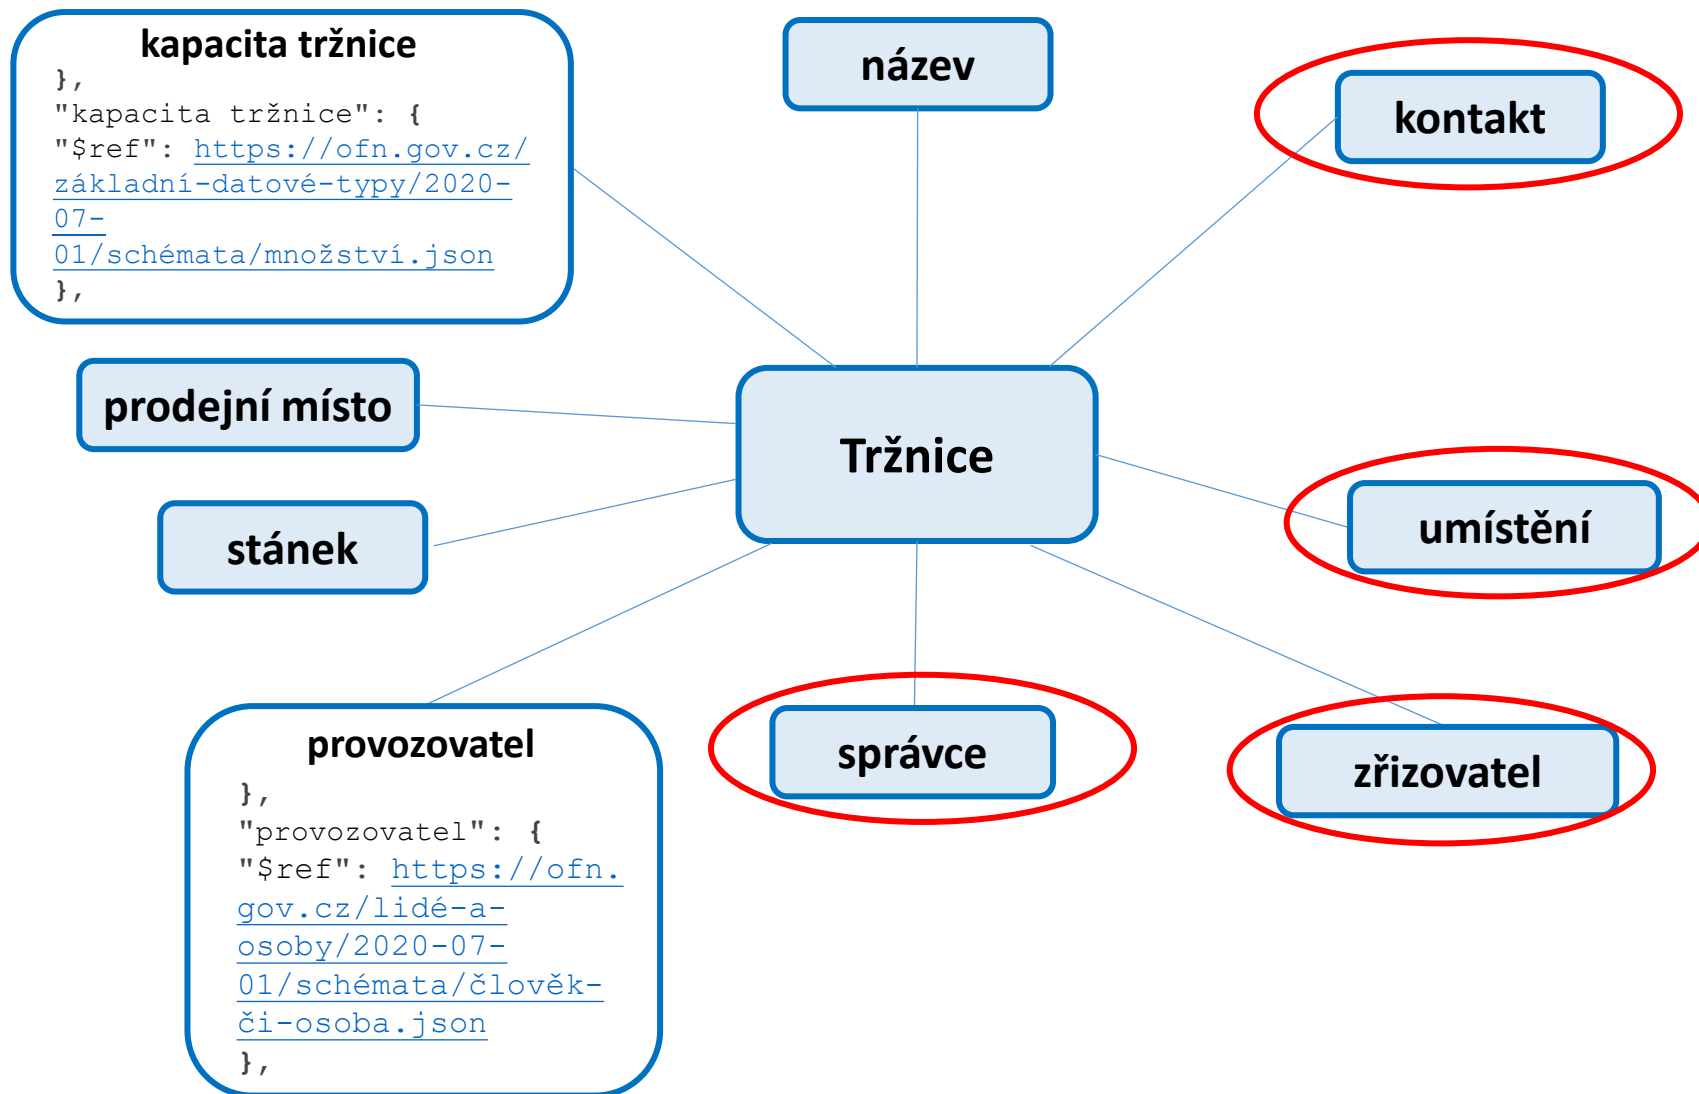 kapacita tržnice
},
"kapacita tržnice": {
"$ref": https://ofn.gov.cz/
základní-datové-typy/2020-
07-
01/schémata/množství.json
},
název
kontakt
prodejní místo
Tržnice
stánek
umístění
provozovatel
},
"provozovatel": {
"$ref": https://ofn.
gov.cz/lidé-a-
osoby/2020-07-
01/schémata/člověk-
či-osoba.json
},
správce
zřizovatel